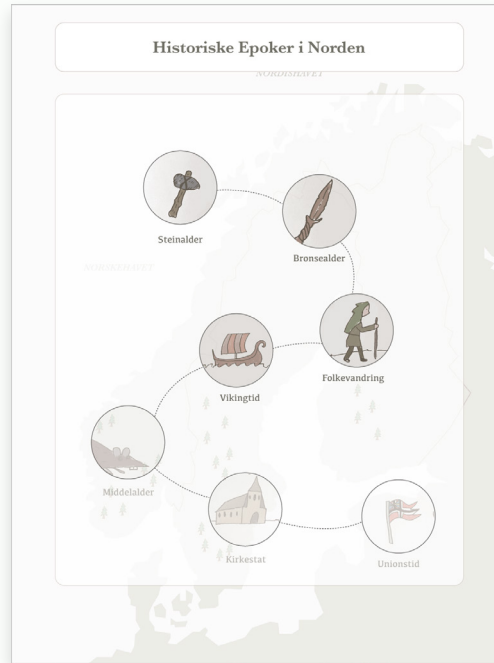 Historiske Epoker i Norden
NORDISHAVET
Steinalder
Bronsealder
NORSKEHAVET
Folkevandring
Vikingtid
Middelalder
Kirkestat
Unionstid